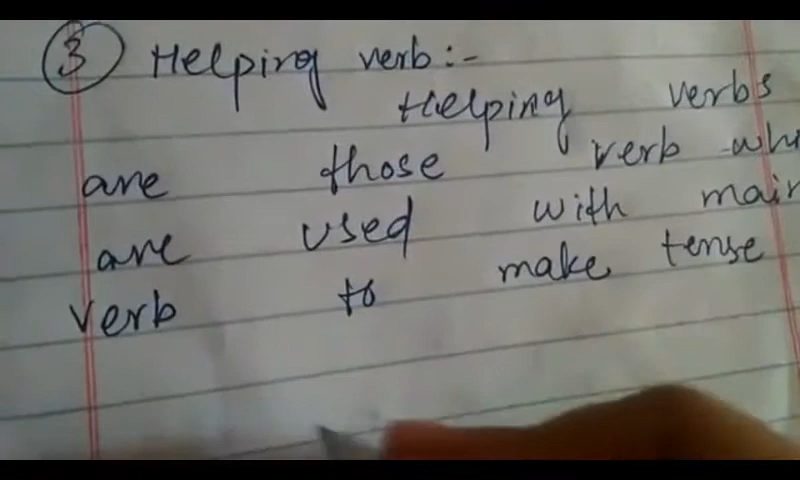 3 Helping verb:-
Helping verbs
are those verb
are used with
verb to make tense